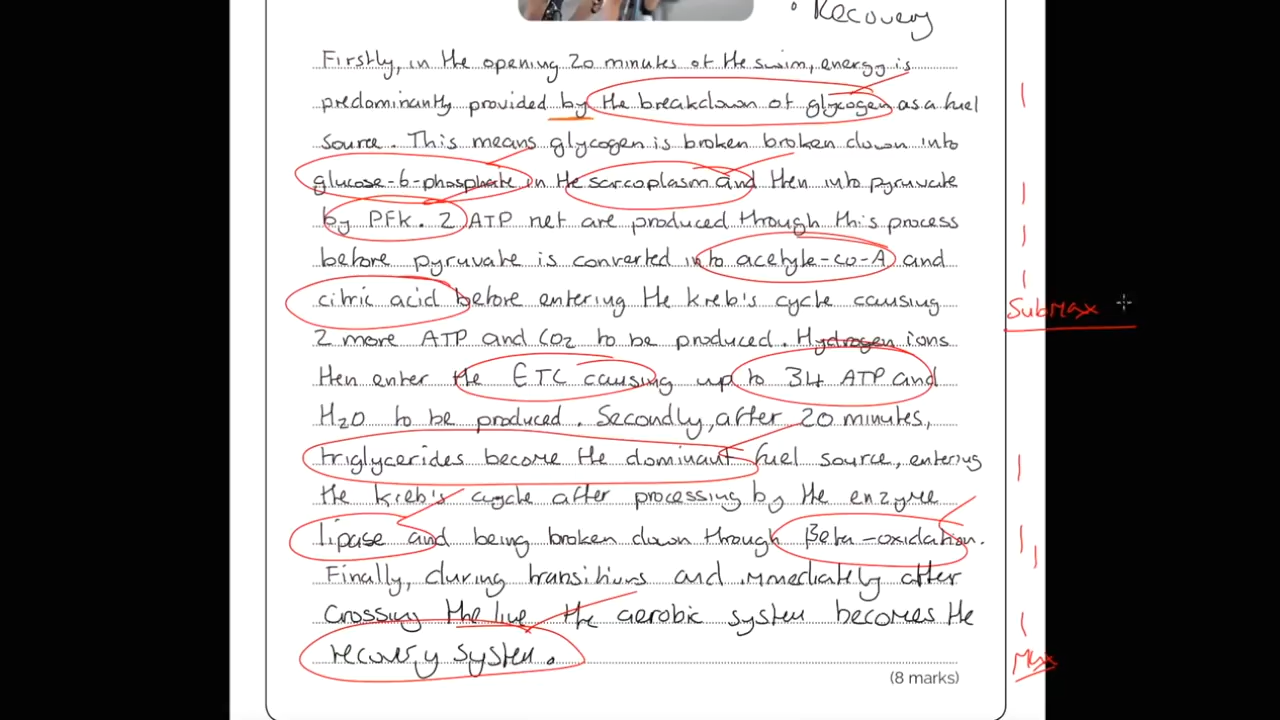 • Recovery
Firstly, in the opening 20 minutes of the swim, energy is
predominantly provided by the breakdown of glycogen as a fuel
source. This means glycogen is broken broken down into
glucose-6-phosphate in the sarcoplasm and then into pyruvate
by PFK. 2 ATP net are produced through this process
before pyruvate is converted into acetyle-co-A and
citric acid before entering the Kreb's cycle causing
SubMax
2 more ATP and CO2 to be produced. Hydrogen ions
then enter the ETC causing up to 34 ATP and
H2O to be produced. Secondly, after 20 minutes,
triglycerides become the dominant fuel source, entering
the Kreb's cycle after processing by the enzyme
lipase and being broken down through Beta-oxidation.
Finally, during transitions and immediately after
crossing the line the aerobic system becomes the
recovery system.
Max
(8 marks)